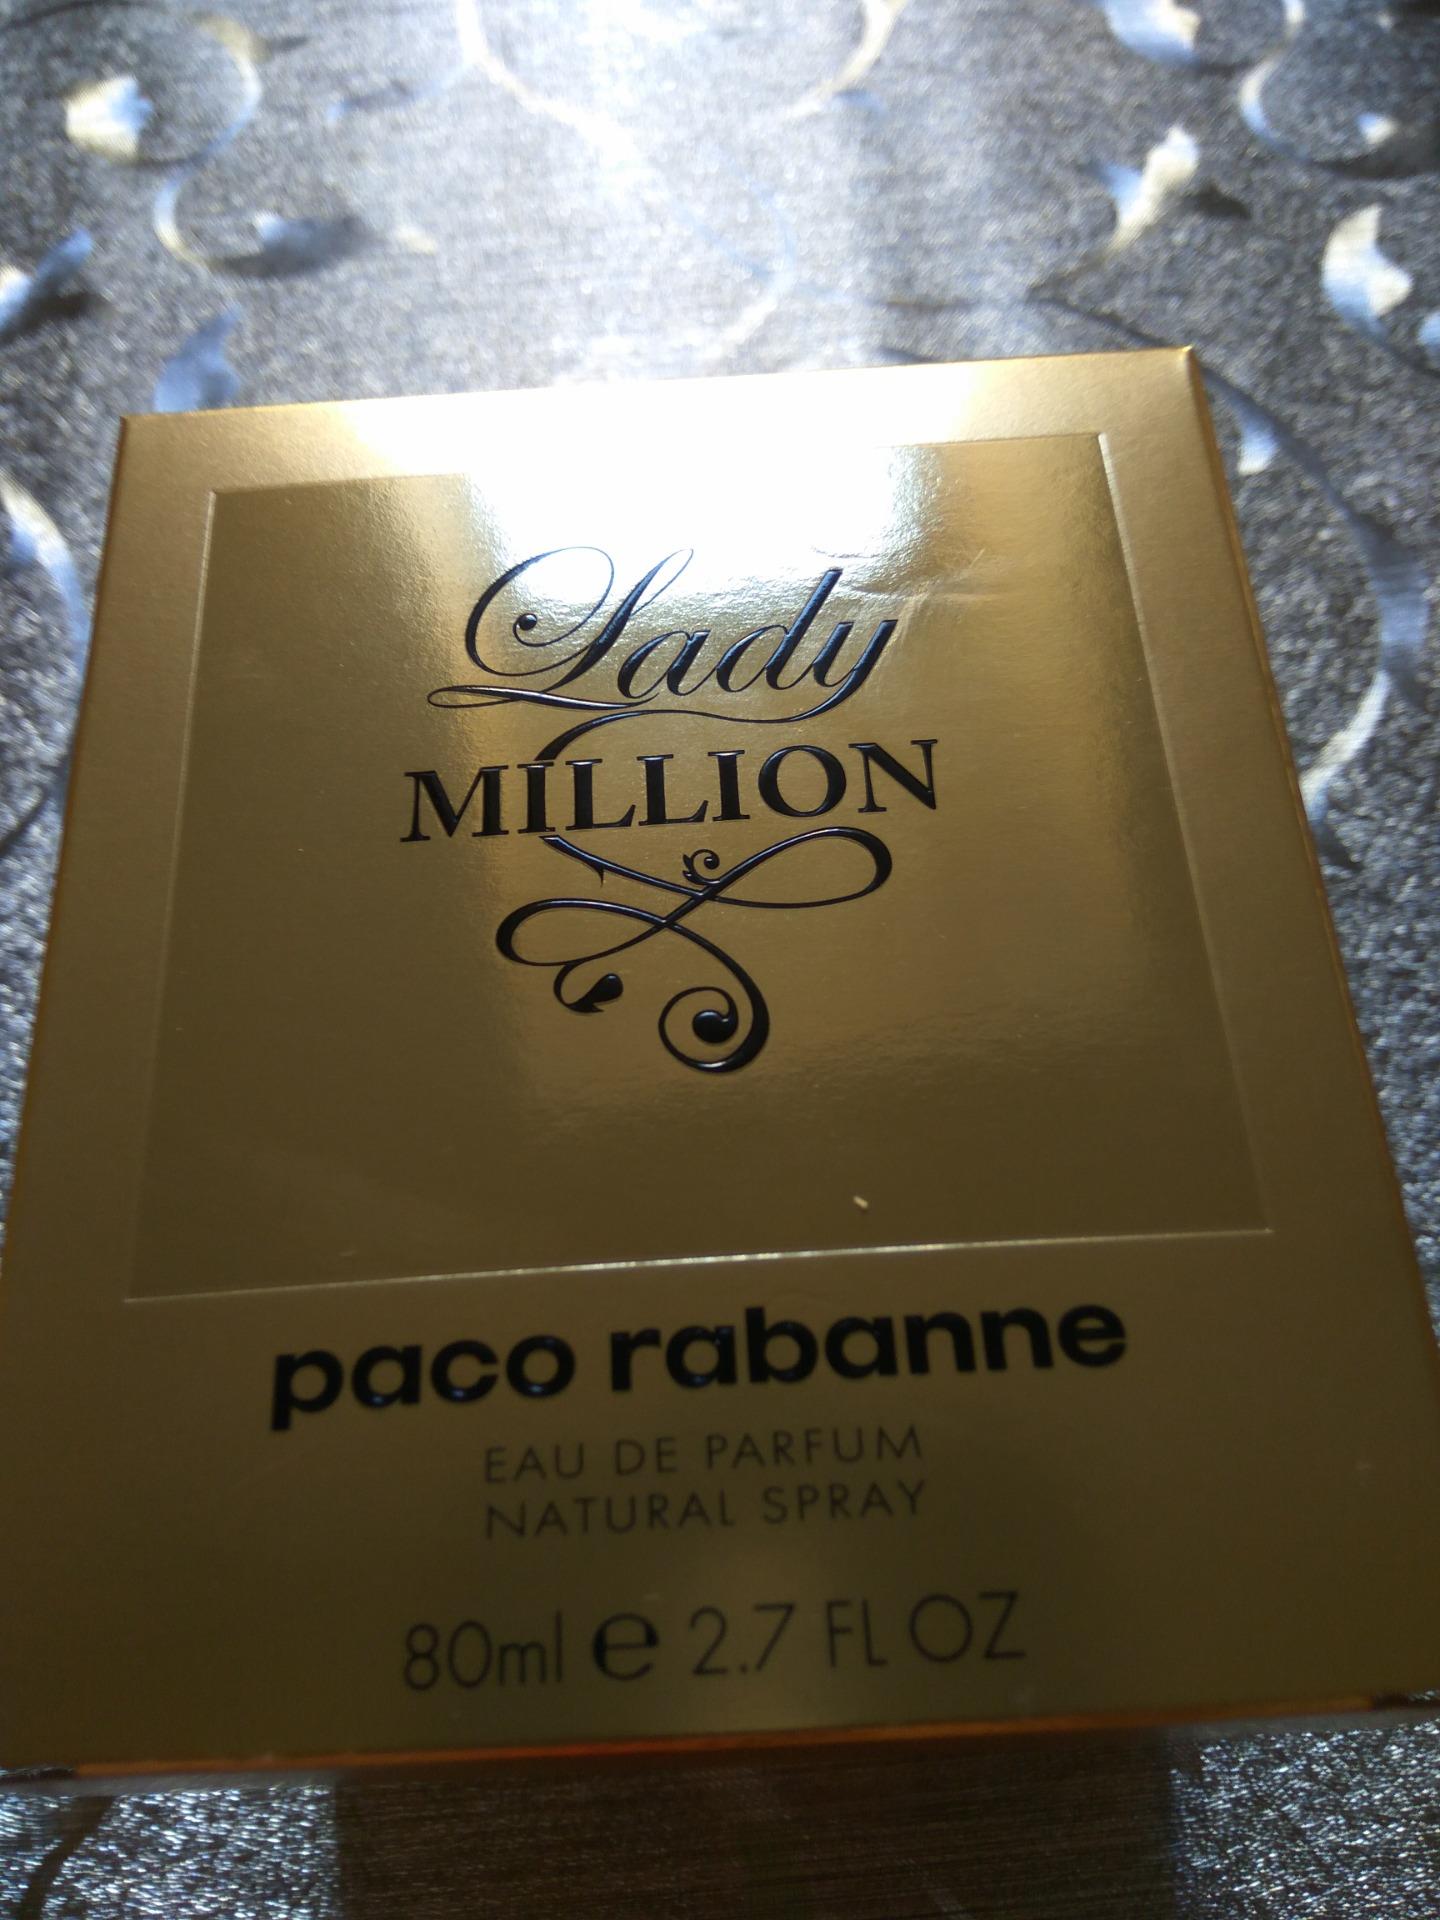 Lady
MILLION
paco rabanne
EAU DE PARFUM
NATURAL SPRAY
80ml e 2.7 FL OZ